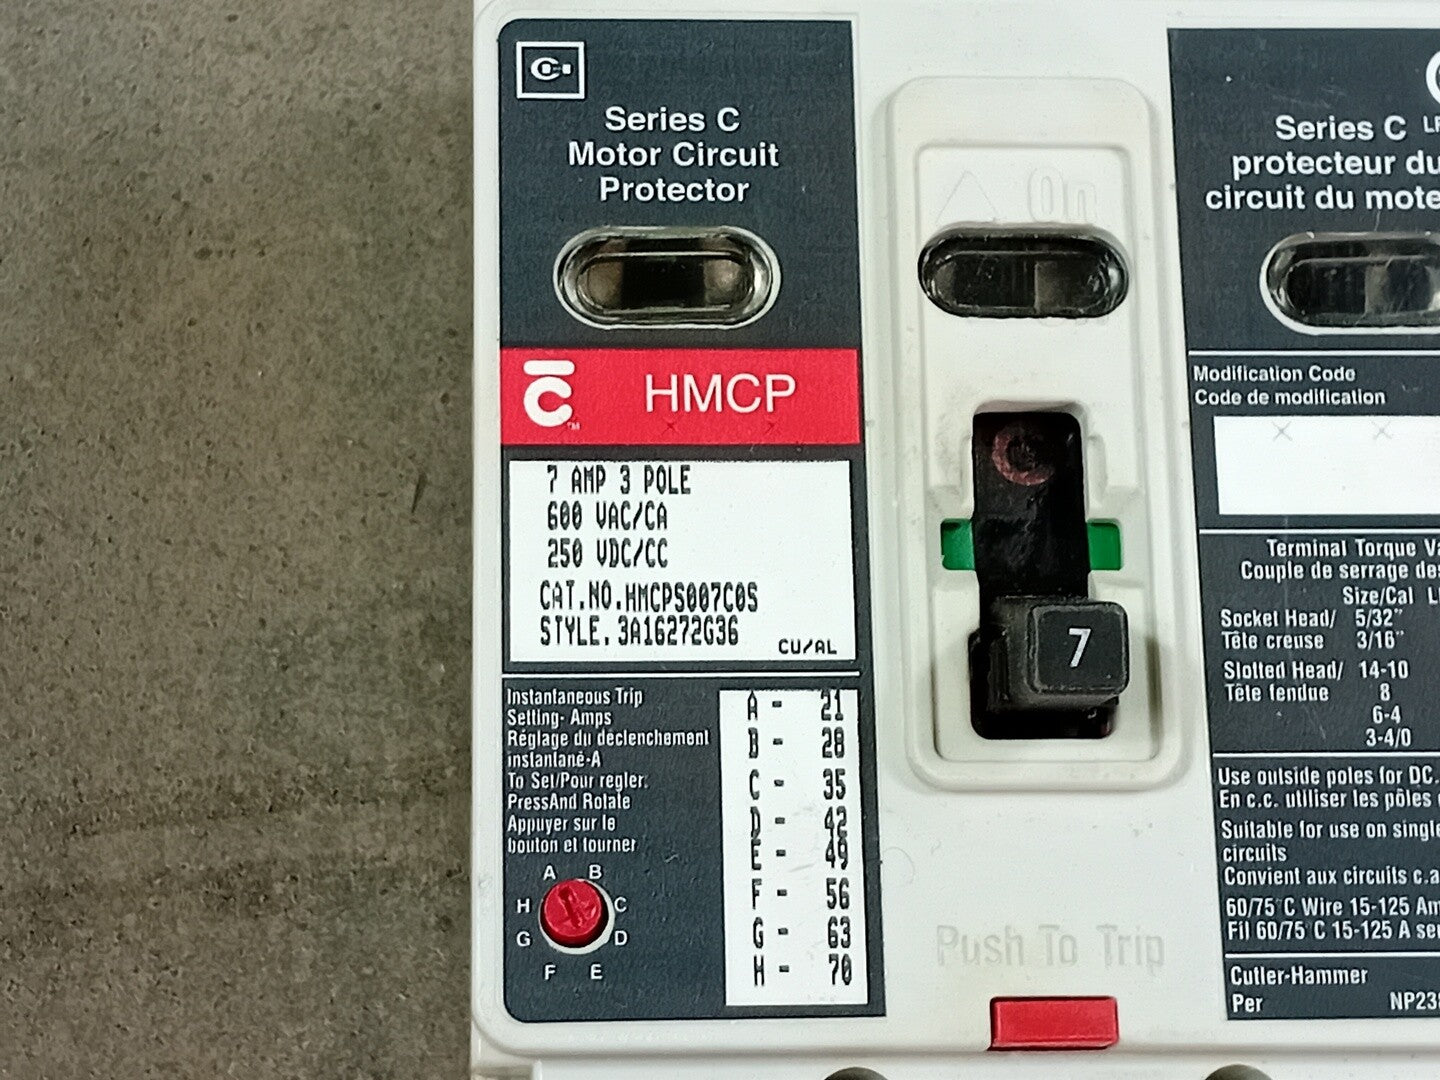 Series C
Motor Circuit
Protector
HMCP
7 AMP 3 POLE
600 VAC/CA
250 VDC/CC
CAT.NO.HMCPS007C0S
STYLE. 3A16272G36
CU/AL
Instantaneous Trip
Setting- Amps
Réglage du déclenchement
instantané-A
To Set/Pour regler:
PressAnd Rotate
Appuyer sur le
bouton et tourner
A B
H C
G D
F E
A - 21
B - 28
C - 35
D - 42
E - 49
F - 56
G - 63
H - 70
On
7
Push To Trip
Series C
protecteur du
circuit du mote
Modification Code
Code de modification
Terminal Torque
Couple de serrage des
Size/Cal
Socket Head/ 5/32"
Tête creuse 3/16"
Slotted Head/ 14-10
Tête fendue 8
6-4
3-4/0
Use outside poles for DC.
En c.c. utiliser les pôles
Suitable for use on single
circuits
Convient aux circuits c.a
60/75°C Wire 15-125 Am
Fil 60/75°C 15-125 A
Cutler-Hammer
Per NP23